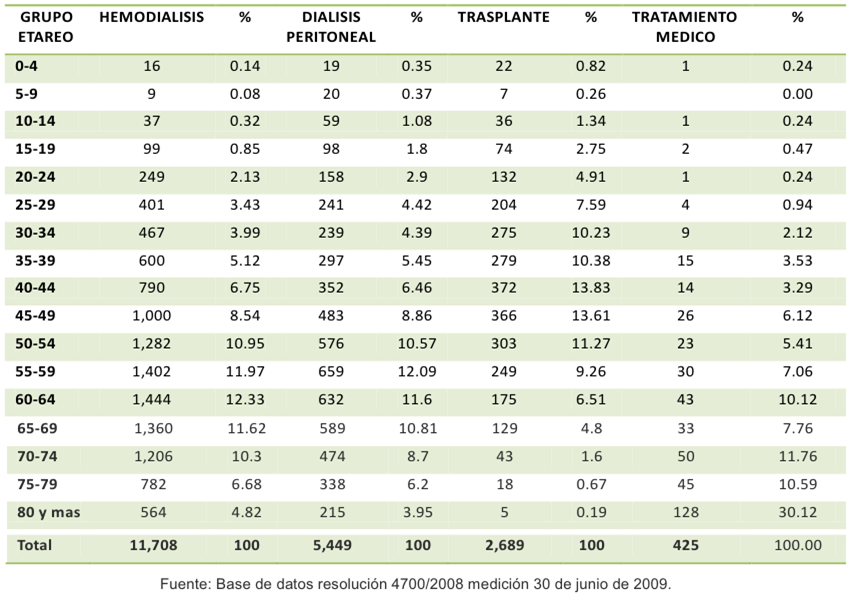 GRUPO ETAREO HEMODIALISIS % DIALISIS PERITONEAL % TRASPLANTE % TRATAMIENTO MEDICO %
0-4 16 0.14 19 0.35 22 0.82 1 0.24
5-9 9 0.08 20 0.37 7 0.26 0.00
10-14 37 0.32 59 1.08 36 1.34 1 0.24
15-19 99 0.85 98 1.8 74 2.75 2 0.47
20-24 249 2.13 158 2.9 132 4.91 1 0.24
25-29 401 3.43 241 4.42 204 7.59 4 0.94
30-34 467 3.99 239 4.39 275 10.23 9 2.12
35-39 600 5.12 297 5.45 279 10.38 15 3.53
40-44 790 6.75 352 6.46 372 13.83 14 3.29
45-49 1,000 8.54 483 8.86 366 13.61 26 6.12
50-54 1,282 10.95 576 10.57 303 11.27 23 5.41
55-59 1,402 11.97 659 12.09 249 9.26 30 7.06
60-64 1,444 12.33 632 11.6 175 6.51 43 10.12
65-69 1,360 11.62 589 10.81 129 4.8 33 7.76
70-74 1,206 10.3 474 8.7 43 1.6 50 11.76
75-79 782 6.68 338 6.2 18 0.67 45 10.59
80 y mas 564 4.82 215 3.95 5 0.19 128 30.12
Total 11,708 100 5,449 100 2,689 100 425 100.00
Fuente: Base de datos resolución 4700/2008 medición 30 de junio de 2009.